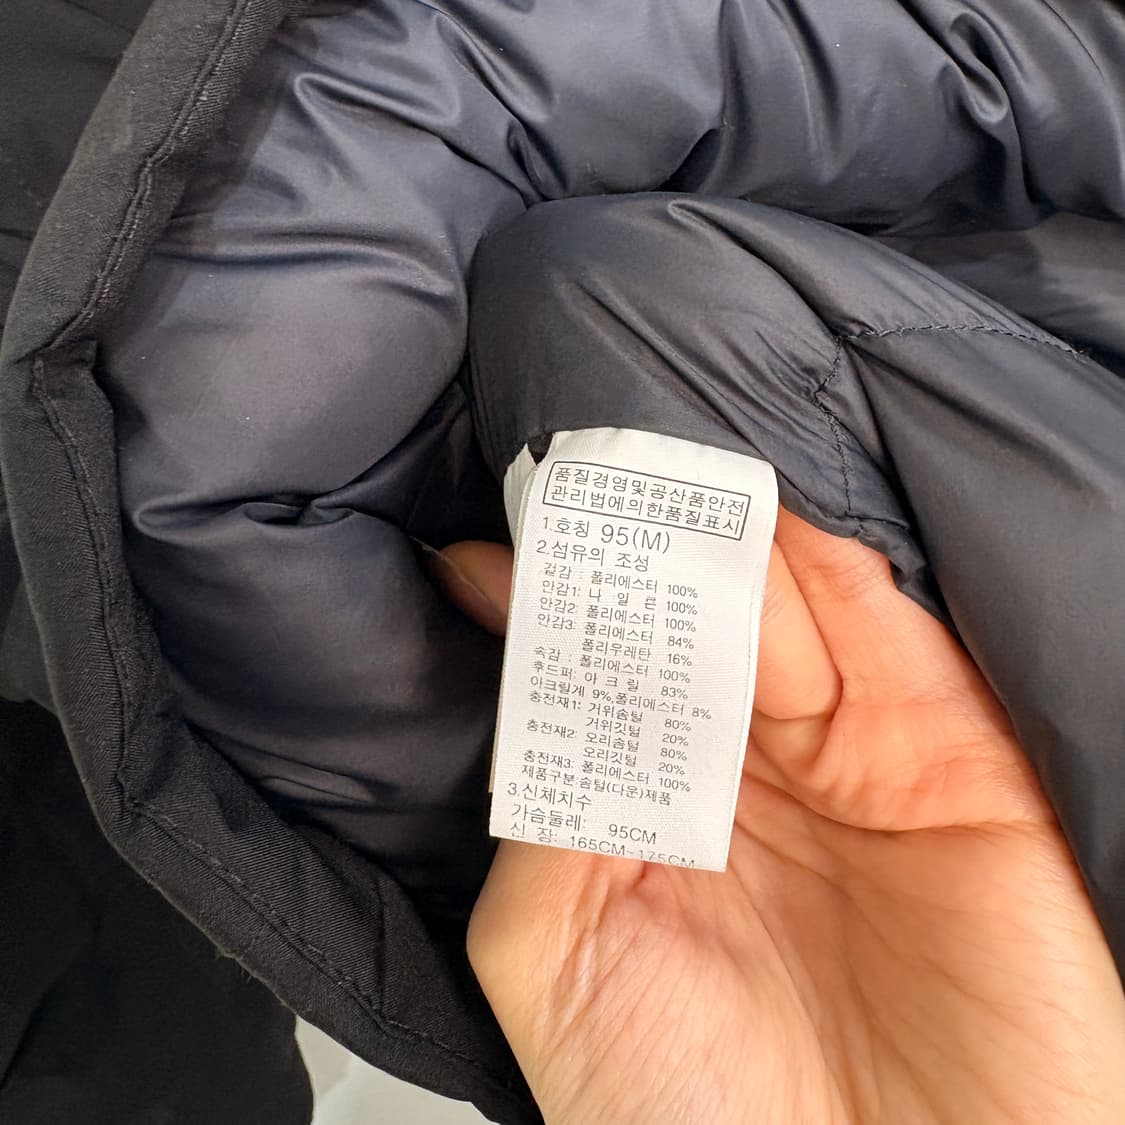 품질경영및공산품안전
관리법에의한품질표시
1.호칭 95(M)
2.섬유의 조성
겉감 : 폴리에스터 100%
안감1: 나 일 론 100%
안감2: 폴리에스터 100%
안감3: 폴리에스터 84%
폴리우레탄 16%
속감 : 폴리에스터 100%
후드퍼: 아 크 릴 83%
아크릴계 9%,폴리에스터 8%
충전재1: 거위솜털 80%
거위깃털 20%
충전재2: 오리솜털 80%
오리깃털 20%
충전재3: 폴리에스터 100%
제품구분:솜털(다운)제품
3.신체치수
가슴둘레: 95CM
신 장: 165CM~175CM